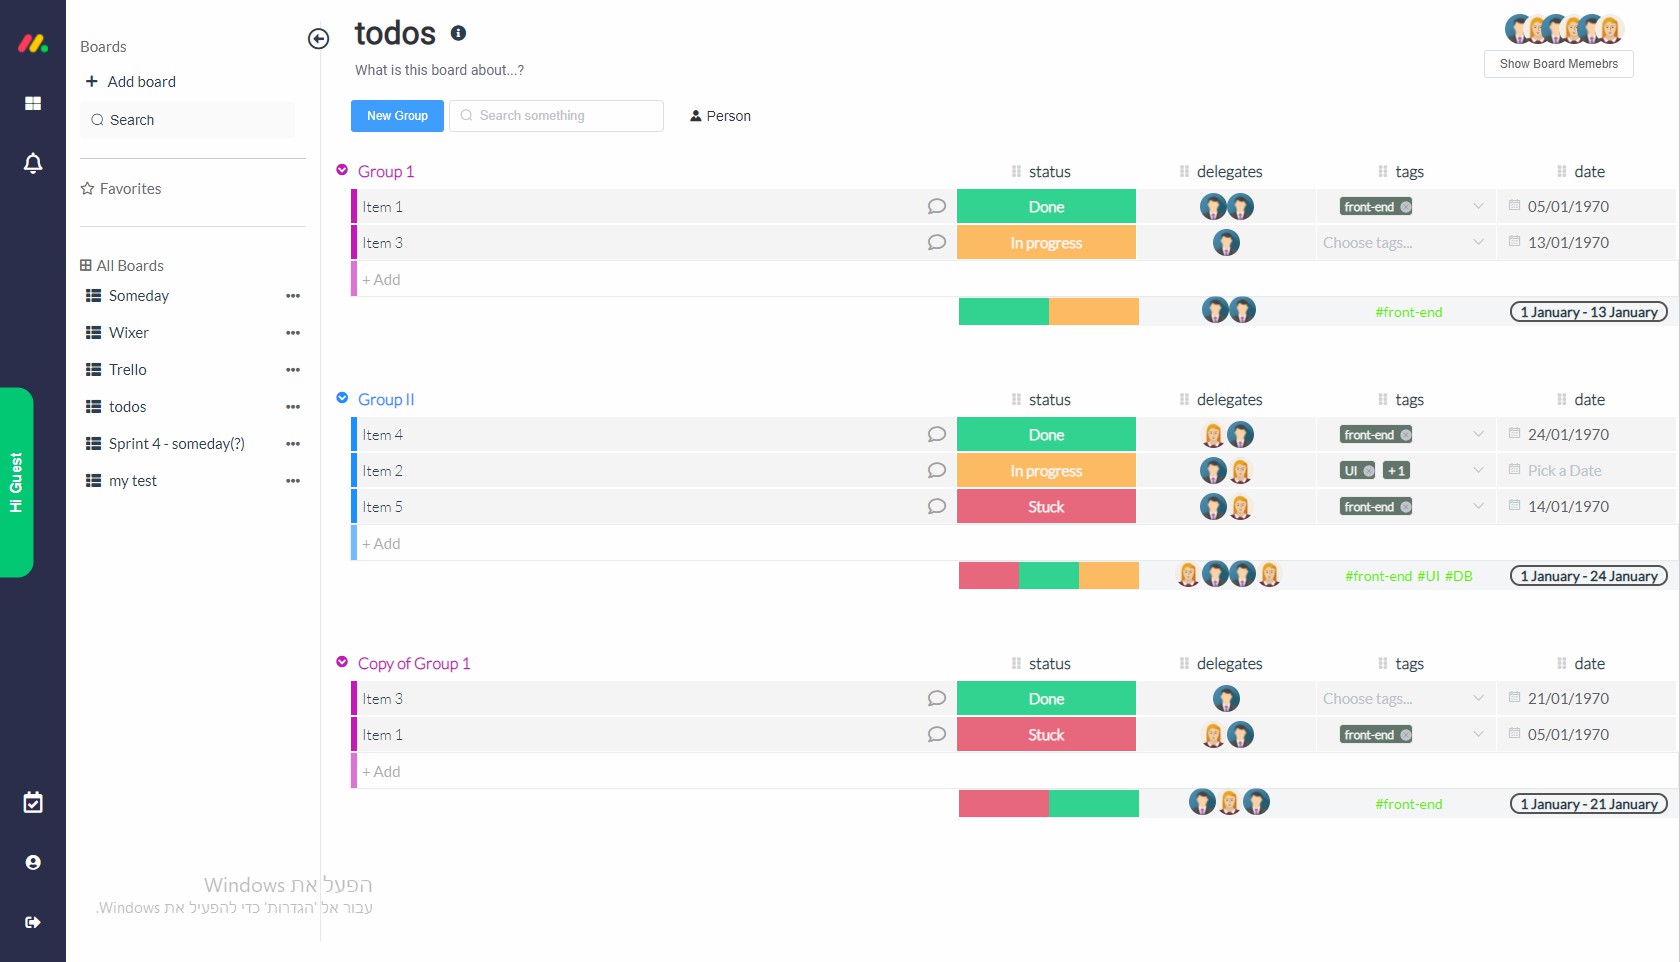 Boards
Add board
Search
Favorites
All Boards
Someday
Wixer
Trello
todos
Sprint 4 - someday(?)
my test
Hi Guest
todos
What is this board about...?
Show Board Memebrs
New Group
Search something
Person
Group 1 status delegates tags date
Item 1 Done front-end 05/01/1970
Item 3 In progress Choose tags... 13/01/1970
+ Add
#front-end 1 January - 13 January
Group II status delegates tags date
Item 4 Done front-end 24/01/1970
Item 2 In progress UI + 1 Pick a Date
Item 5 Stuck front-end 14/01/1970
+ Add
#front-end #UI #DB 1 January - 24 January
Copy of Group 1 status delegates tags date
Item 3 Done Choose tags... 21/01/1970
Item 1 Stuck front-end 05/01/1970
+ Add
#front-end 1 January - 21 January
הפעל את Windows
עבור אל 'הגדרות' כדי להפעיל את Windows.